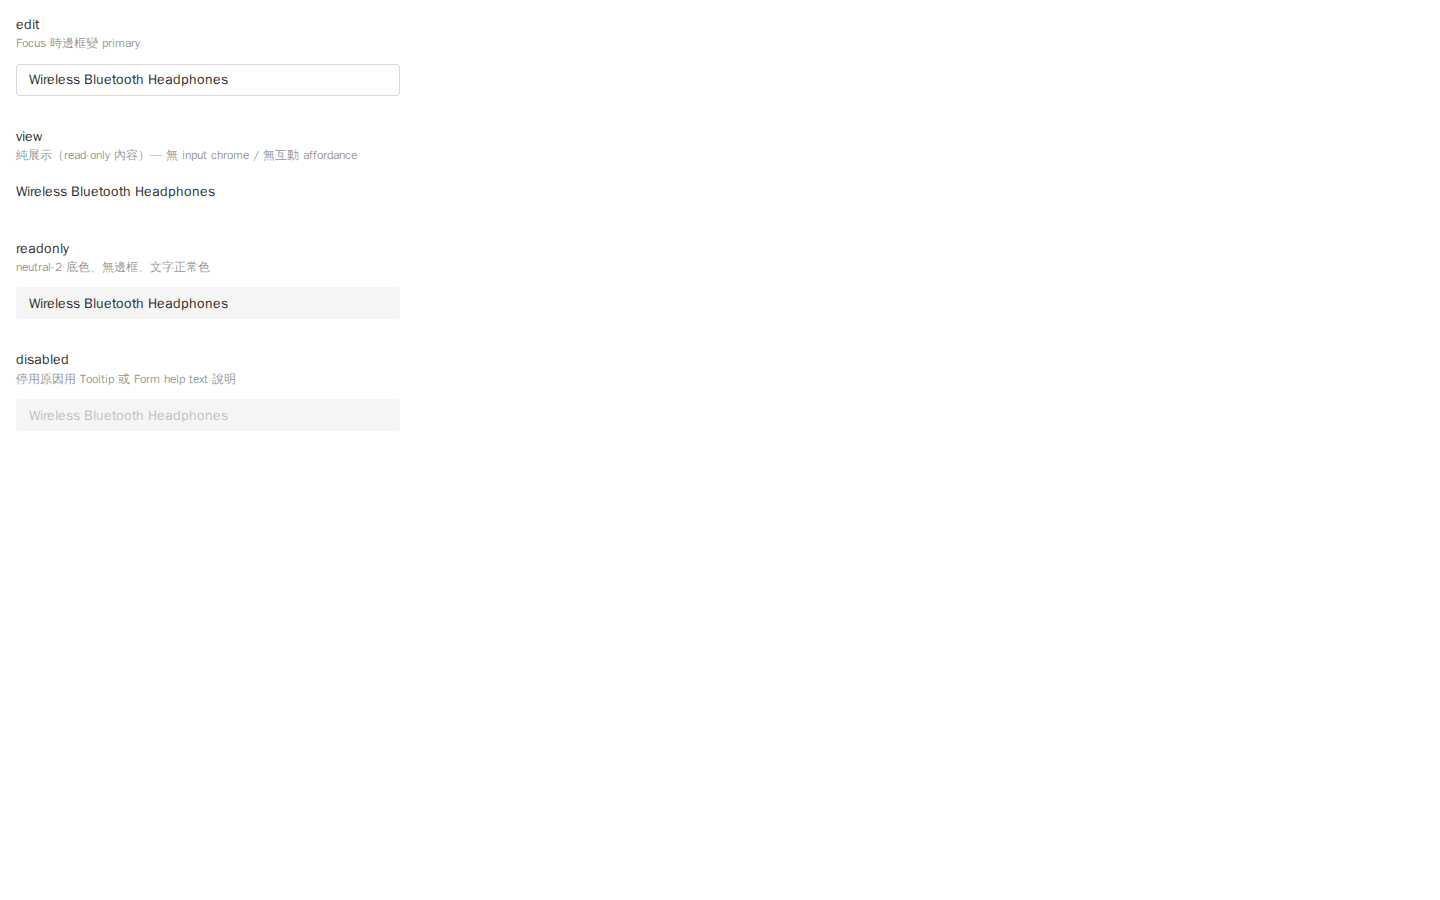 edit
Focus 時邊框變 primary
Wireless Bluetooth Headphones
view
純展示（read-only 內容）— 無 input chrome / 無互動 affordance
Wireless Bluetooth Headphones
readonly
neutral-2 底色、無邊框、文字正常色
Wireless Bluetooth Headphones
disabled
停用原因用 Tooltip 或 Form help text 說明
Wireless Bluetooth Headphones